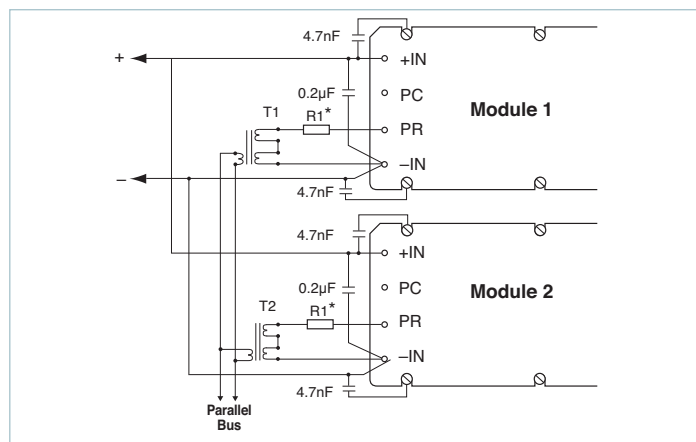 4.7nF
+
+IN
0.2µF
PC
Module 1
T1
R1*
PR
–
–IN
4.7nF
4.7nF
+IN
0.2µF
PC
Module 2
T2
R1*
PR
–IN
4.7nF
Parallel
Bus